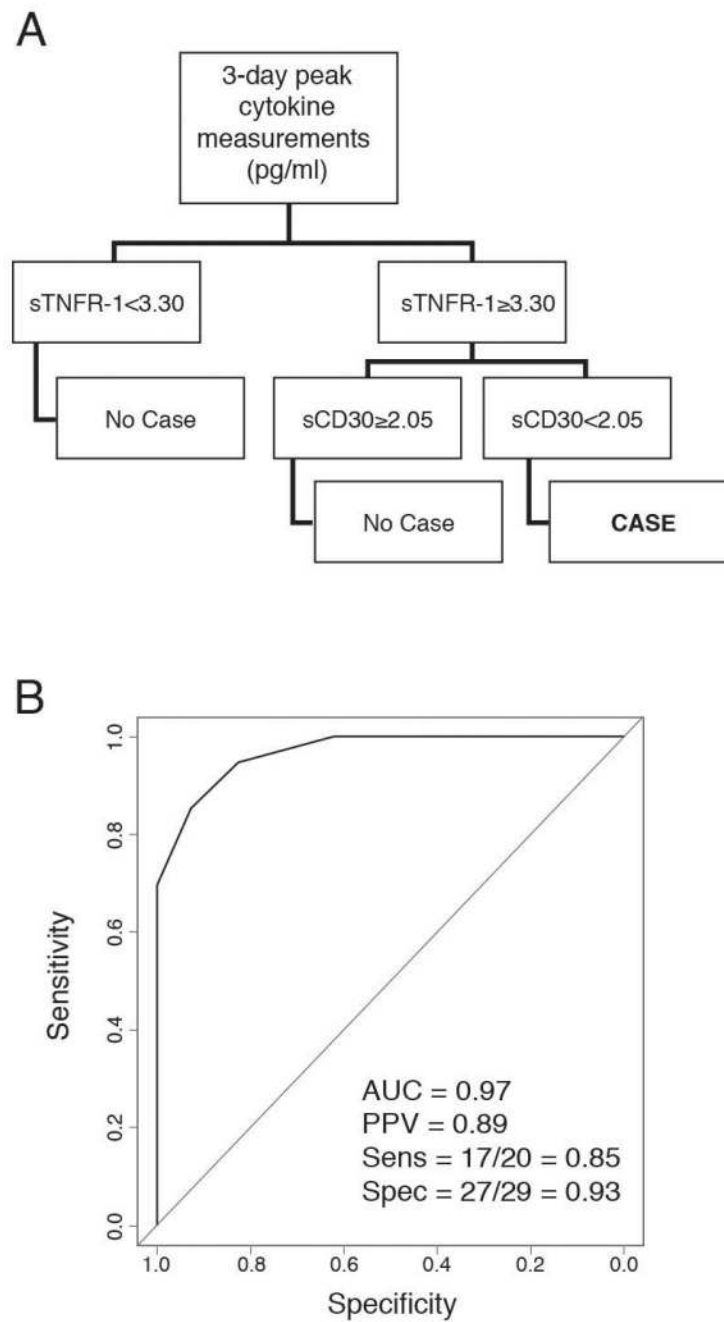 A
3-day peak
cytokine
measurements
(pg/ml)
sTNFR-1<3.30
sTNFR-1≥3.30
No Case
sCD30≥2.05
sCD30<2.05
No Case
CASE
B
1.0
0.8
0.6
0.4
0.2
0.0
Sensitivity
AUC = 0.97
PPV = 0.89
Sens = 17/20 = 0.85
Spec = 27/29 = 0.93
1.0 0.8 0.6 0.4 0.2 0.0
Specificity